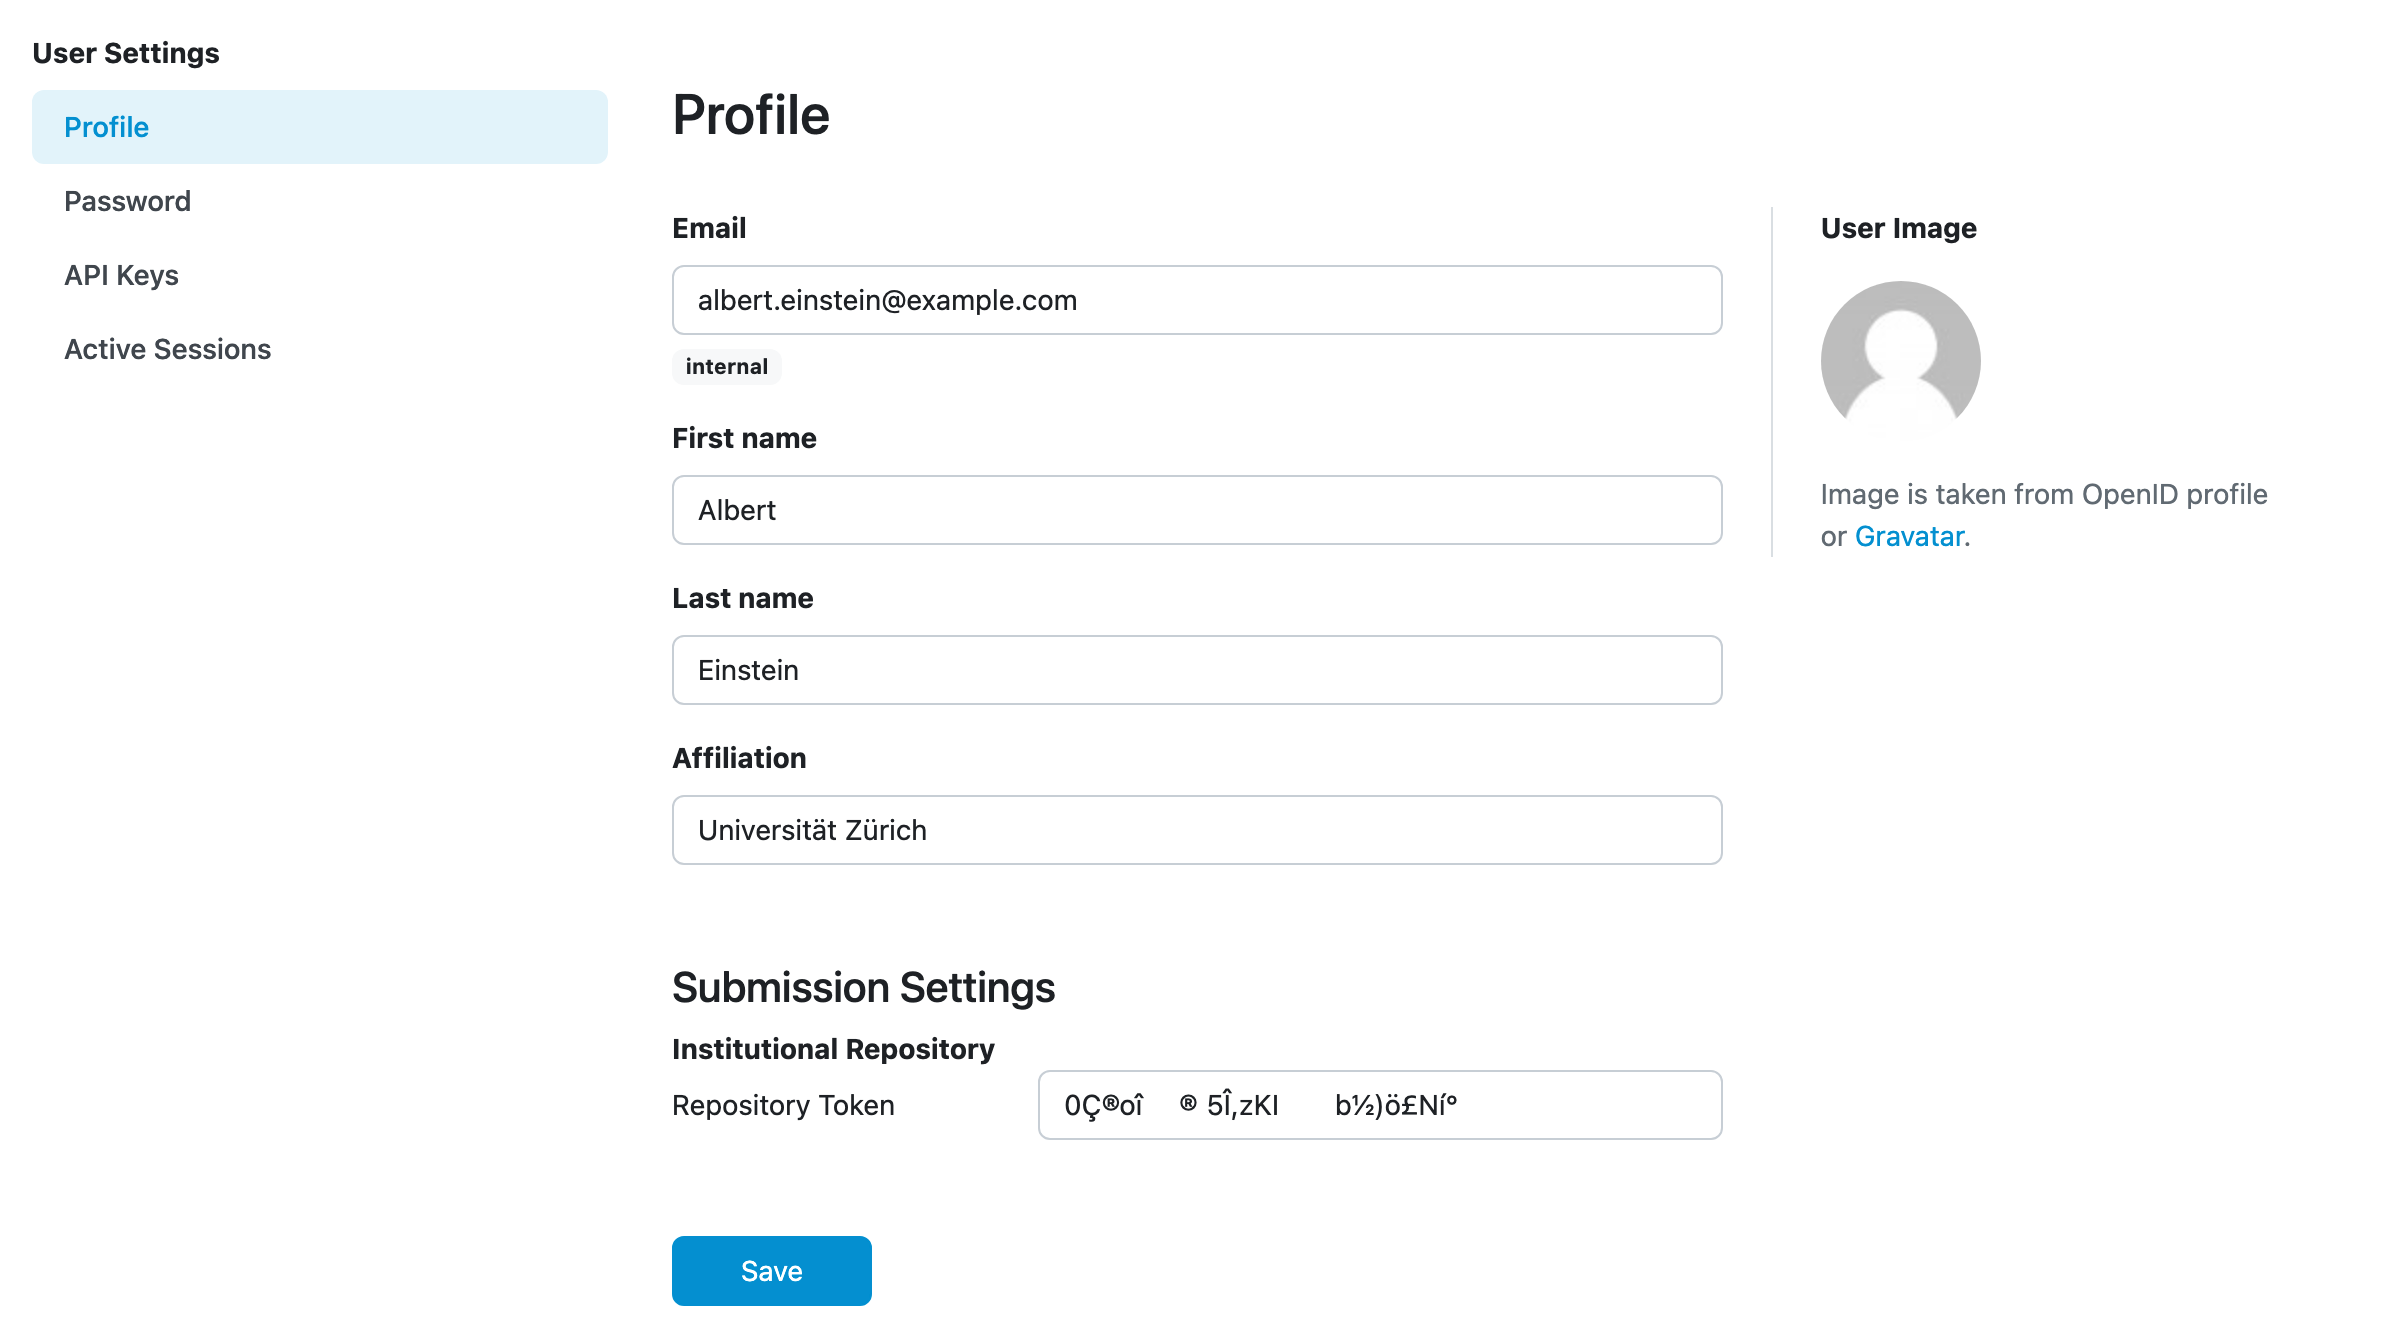 User Settings
Profile
Password
API Keys
Active Sessions
Profile
Email
albert.einstein@example.com
internal
First name
Albert
Last name
Einstein
Affiliation
Universität Zürich
User Image
Image is taken from OpenID profile
or Gravatar.
Submission Settings
Institutional Repository
Repository Token
0Ç®oî ® 5Î,zKI b½)ö£Ní°
Save